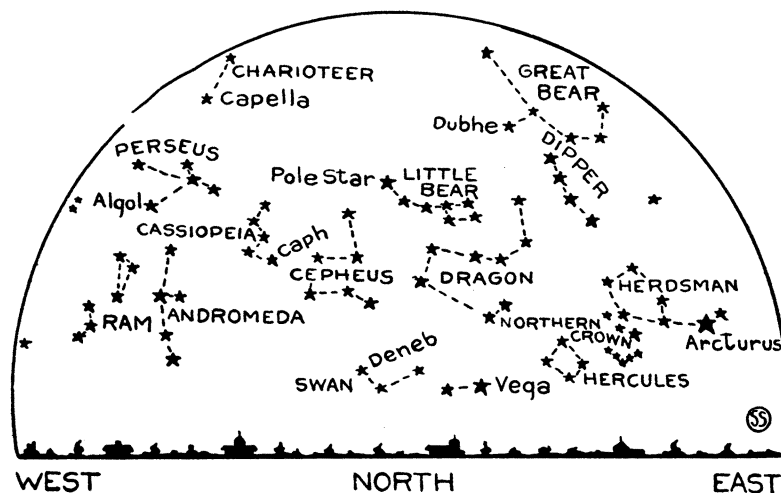 CHARIOTEER
Capella
GREAT
BEAR
Dubhe
DIPPER
PERSEUS
Pole Star
LITTLE
BEAR
Algol
CASSIOPEIA
Caph
CEPHEUS
DRAGON
HERDSMAN
RAM
ANDROMEDA
NORTHERN
CROWN
Arcturus
Deneb
SWAN
Vega
HERCULES
SS
WEST
NORTH
EAST